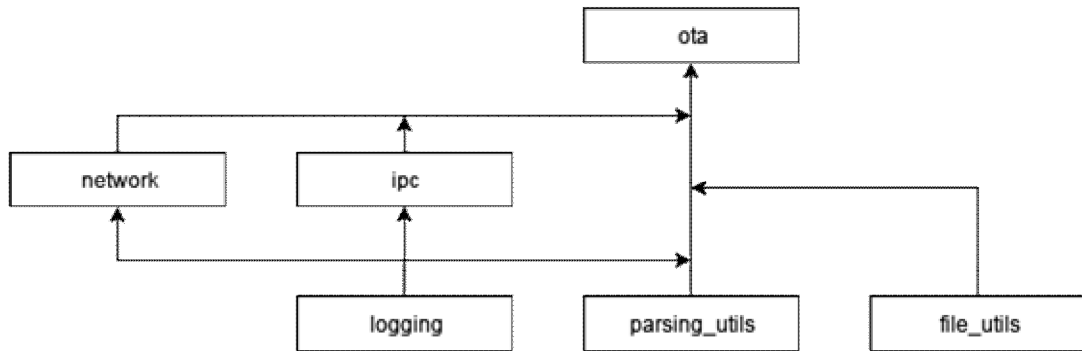 ota
network
ipc
logging
parsing_utils
file_utils